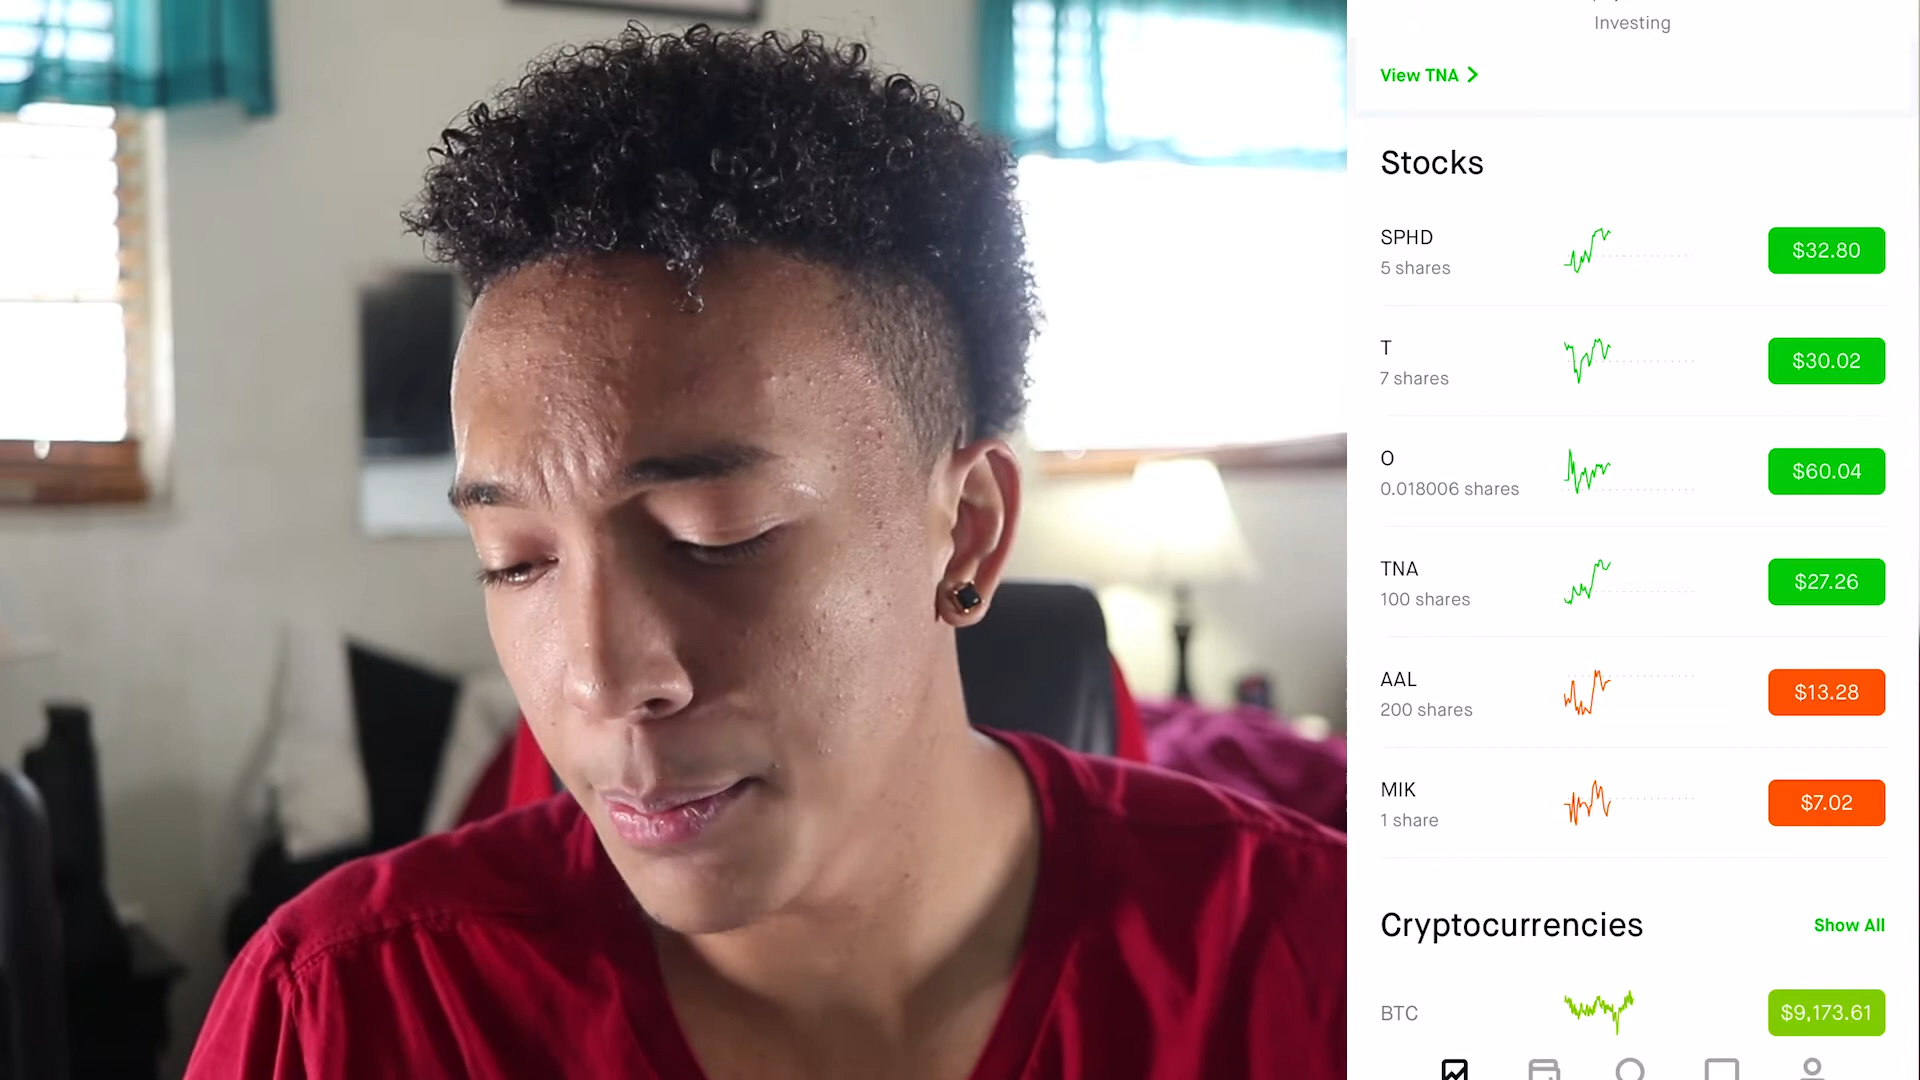 Investing
View TNA
Stocks
SPHD
5 shares
$32.80
T
7 shares
$30.02
O
0.018006 shares
$60.04
TNA
100 shares
$27.26
AAL
200 shares
$13.28
MIK
1 share
$7.02
Cryptocurrencies
Show All
BTC
$9,173.61